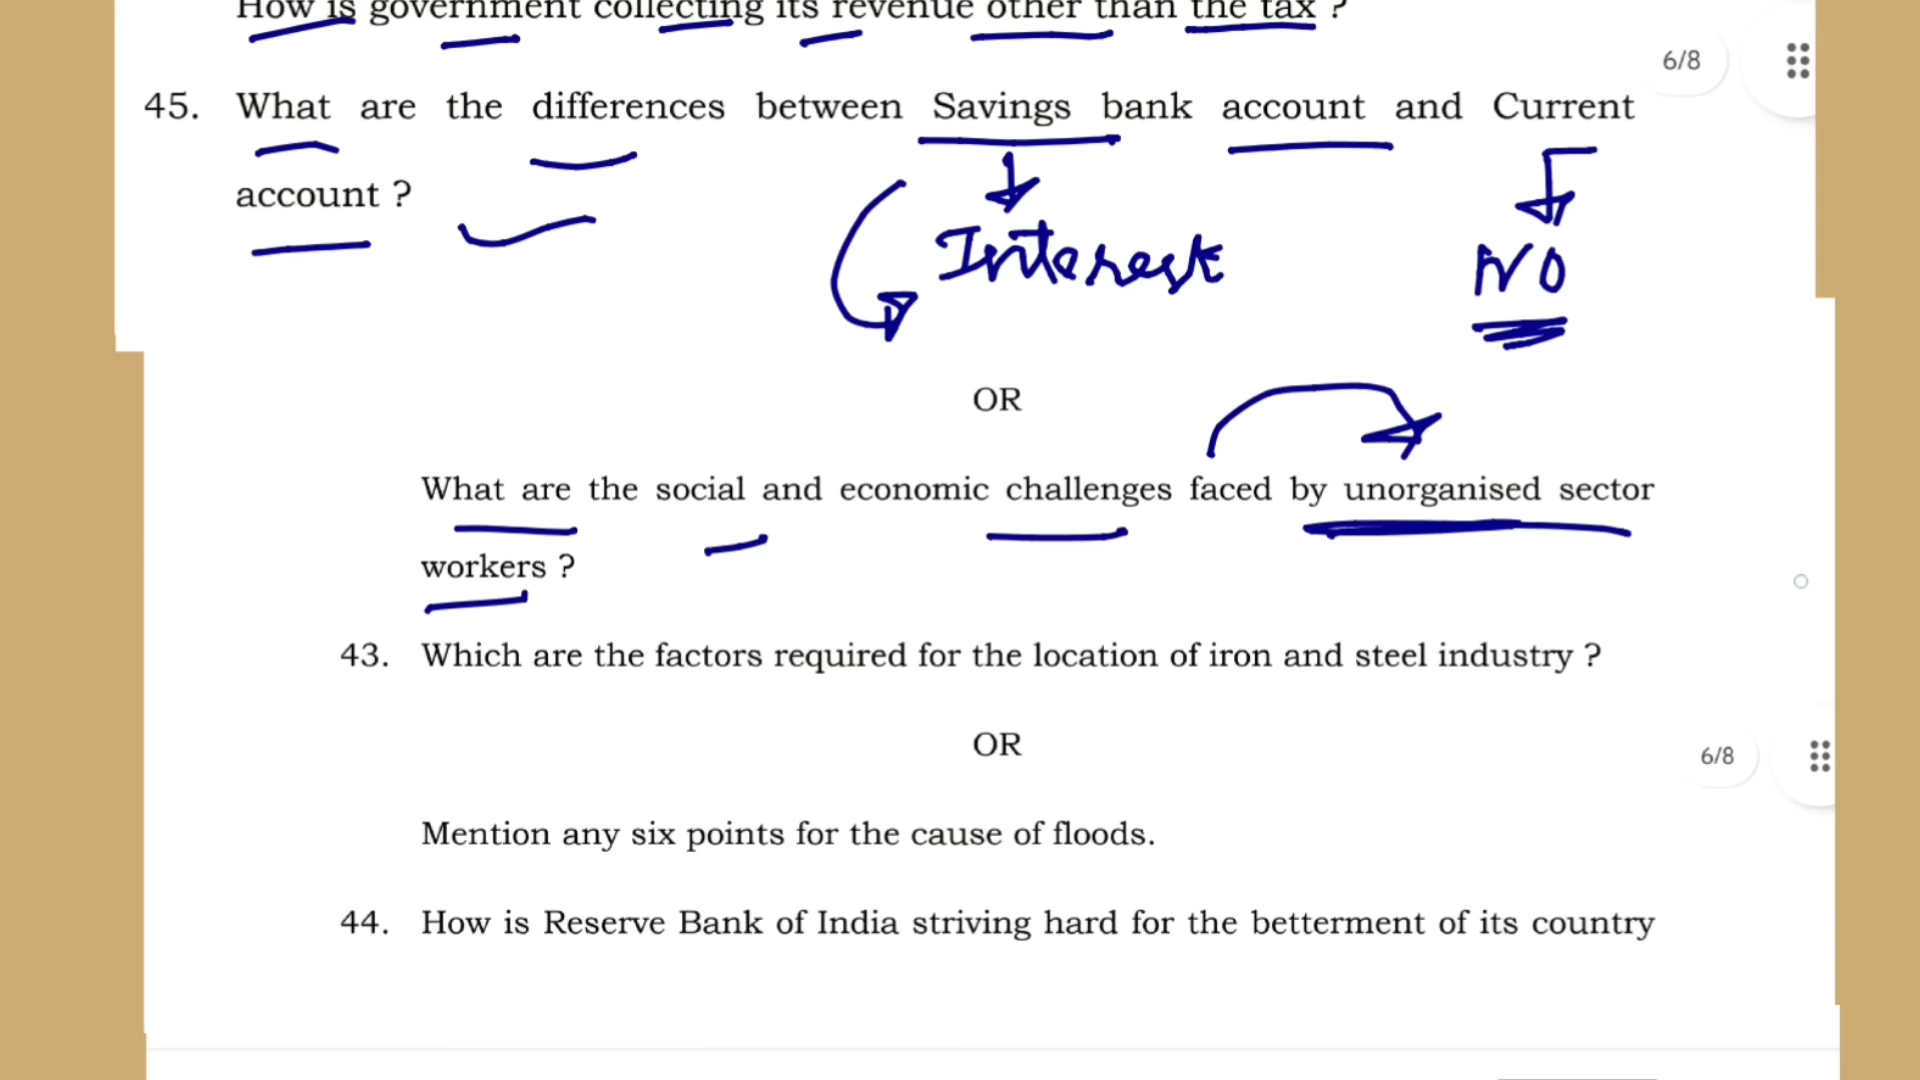 How is government collecting its revenue other than the tax ?
6/8
45. What are the differences between Savings bank account and Current
account ?
Interest
NO
OR
What are the social and economic challenges faced by unorganised sector
workers ?
43. Which are the factors required for the location of iron and steel industry ?
OR
6/8
Mention any six points for the cause of floods.
44. How is Reserve Bank of India striving hard for the betterment of its country